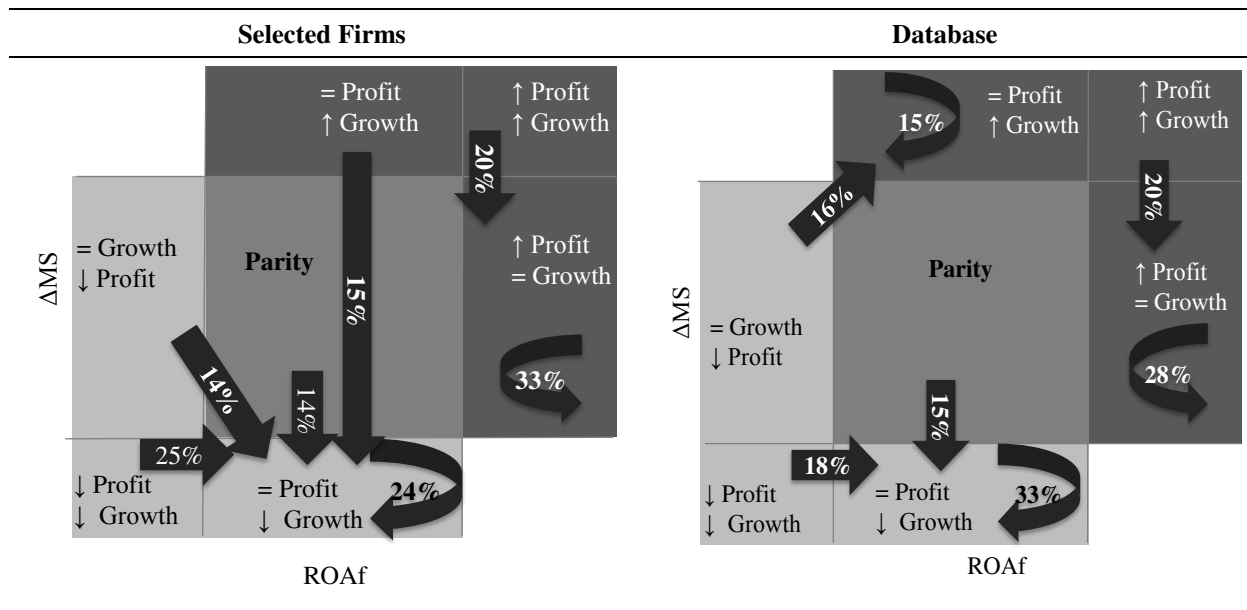 Selected Firms
Database
= Profit
↑ Growth
↑ Profit
↑ Growth
20%
= Growth
↓ Profit
Parity
15%
↑ Profit
= Growth
ΔMS
14%
14%
33%
25%
24%
↓ Profit
↓ Growth
= Profit
↓ Growth
ROAf
15%
= Profit
↑ Growth
↑ Profit
↑ Growth
16%
20%
Parity
↑ Profit
= Growth
ΔMS
= Growth
↓ Profit
28%
15%
18%
33%
↓ Profit
↓ Growth
= Profit
↓ Growth
ROAf